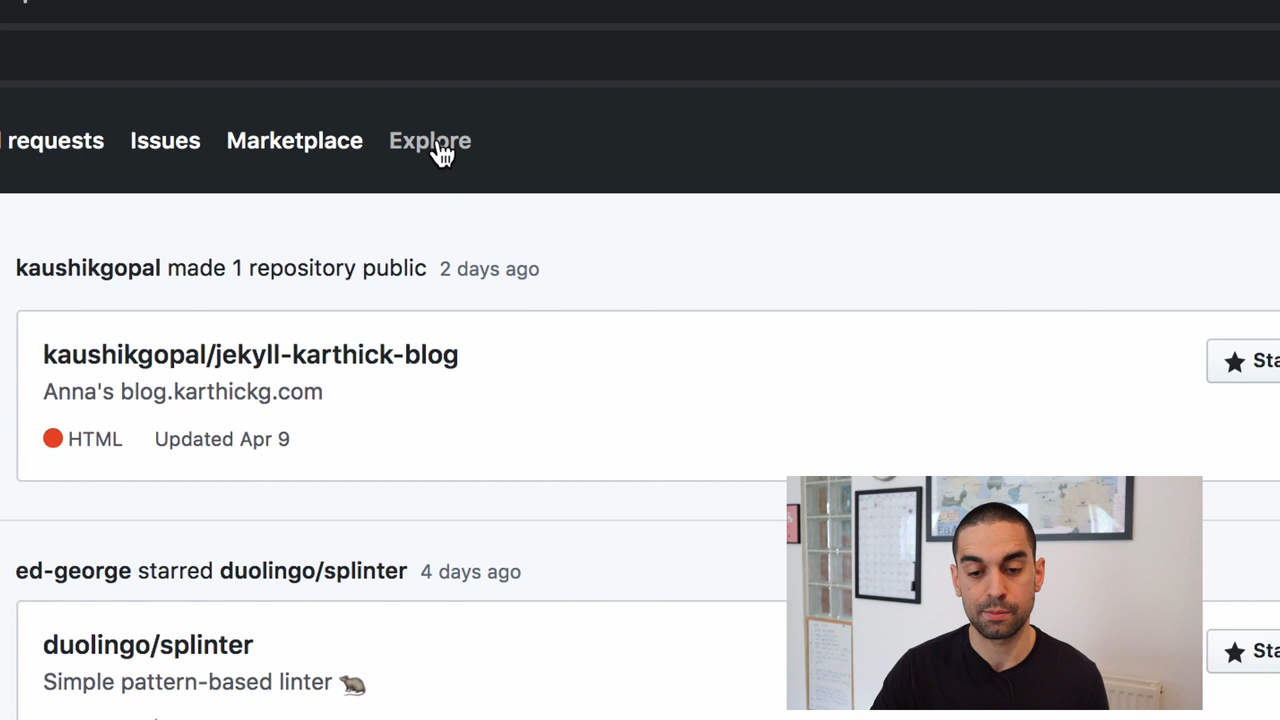 requests Issues Marketplace Explore
kaushikgopal made 1 repository public 2 days ago
kaushikgopal/jekyll-karthick-blog
Anna's blog.karthickg.com
HTML Updated Apr 9
ed-george starred duolingo/splinter 4 days ago
duolingo/splinter
Simple pattern-based linter 🐀